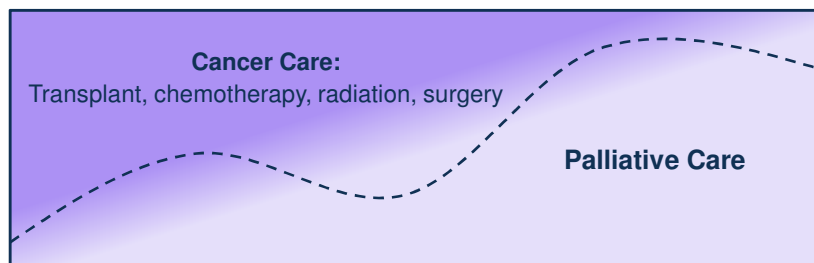 Cancer Care:
Transplant, chemotherapy, radiation, surgery
Palliative Care